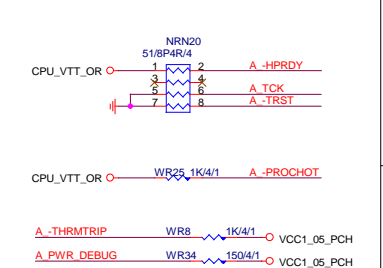 NRN20
51/8P4R/4
CPU_VTT_OR 1 2 A_-HPRDY
3 4
5 6 A_TCK
7 8 A_-TRST
CPU_VTT_OR WR25 1K/4/1 A_-PROCHOT
A_-THRMTRIP WR8 1K/4/1 VCC1_05_PCH
A_PWR_DEBUG WR34 150/4/1 VCC1_05_PCH